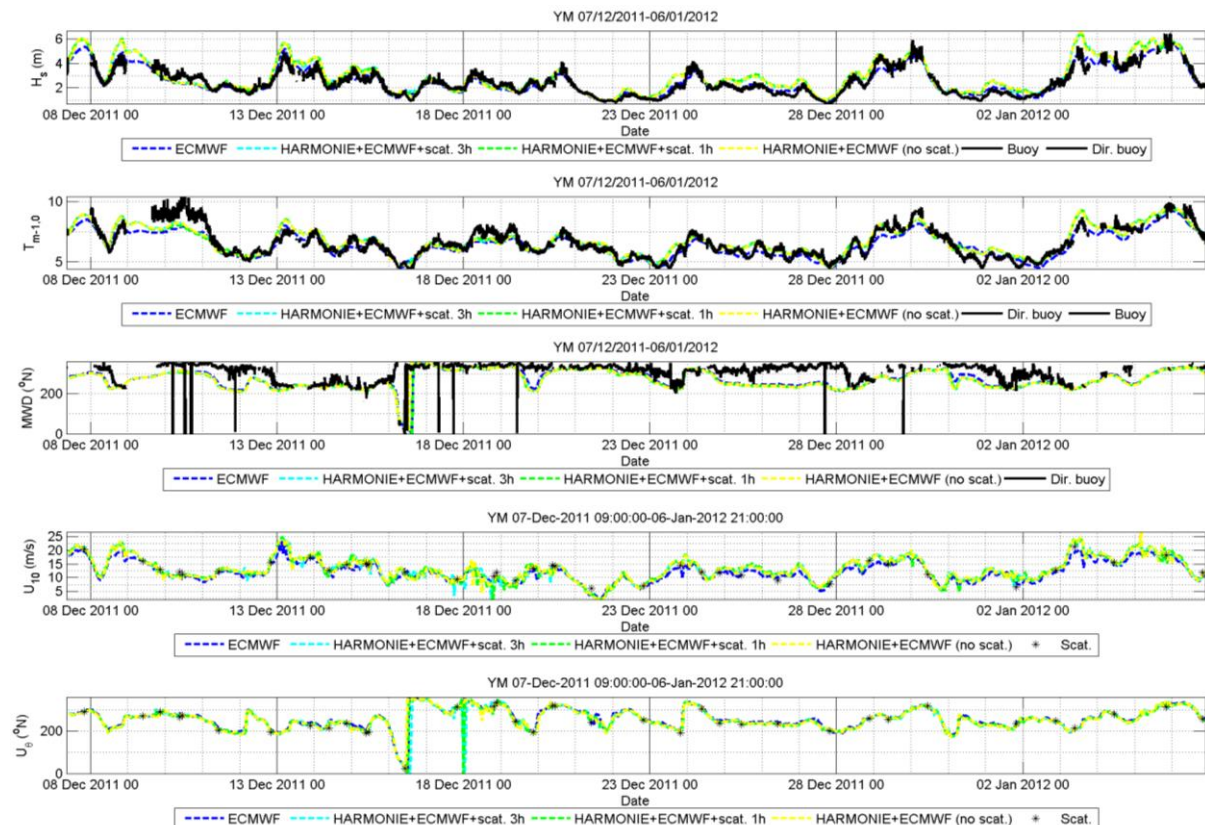 YM 07/12/2011-06/01/2012
Hs (m)
6
4
2
08 Dec 2011 00 13 Dec 2011 00 18 Dec 2011 00 23 Dec 2011 00 28 Dec 2011 00 02 Jan 2012 00
Date
ECMWF HARMONIE+ECMWF+scat. 3h HARMONIE+ECMWF+scat. 1h HARMONIE+ECMWF (no scat.) Buoy Dir. buoy
YM 07/12/2011-06/01/2012
Tm-1,0
10
5
08 Dec 2011 00 13 Dec 2011 00 18 Dec 2011 00 23 Dec 2011 00 28 Dec 2011 00 02 Jan 2012 00
Date
ECMWF HARMONIE+ECMWF+scat. 3h HARMONIE+ECMWF+scat. 1h HARMONIE+ECMWF (no scat.) Dir. buoy Buoy
YM 07/12/2011-06/01/2012
MWD (°N)
200
0
08 Dec 2011 00 13 Dec 2011 00 18 Dec 2011 00 23 Dec 2011 00 28 Dec 2011 00 02 Jan 2012 00
Date
ECMWF HARMONIE+ECMWF+scat. 3h HARMONIE+ECMWF+scat. 1h HARMONIE+ECMWF (no scat.) Dir. buoy
YM 07-Dec-2011 09:00:00-06-Jan-2012 21:00:00
U10 (m/s)
25
20
15
10
5
08 Dec 2011 00 13 Dec 2011 00 18 Dec 2011 00 23 Dec 2011 00 28 Dec 2011 00 02 Jan 2012 00
Date
ECMWF HARMONIE+ECMWF+scat. 3h HARMONIE+ECMWF+scat. 1h HARMONIE+ECMWF (no scat.) * Scat.
YM 07-Dec-2011 09:00:00-06-Jan-2012 21:00:00
Uθ (°N)
200
0
08 Dec 2011 00 13 Dec 2011 00 18 Dec 2011 00 23 Dec 2011 00 28 Dec 2011 00 02 Jan 2012 00
Date
ECMWF HARMONIE+ECMWF+scat. 3h HARMONIE+ECMWF+scat. 1h HARMONIE+ECMWF (no scat.) * Scat.